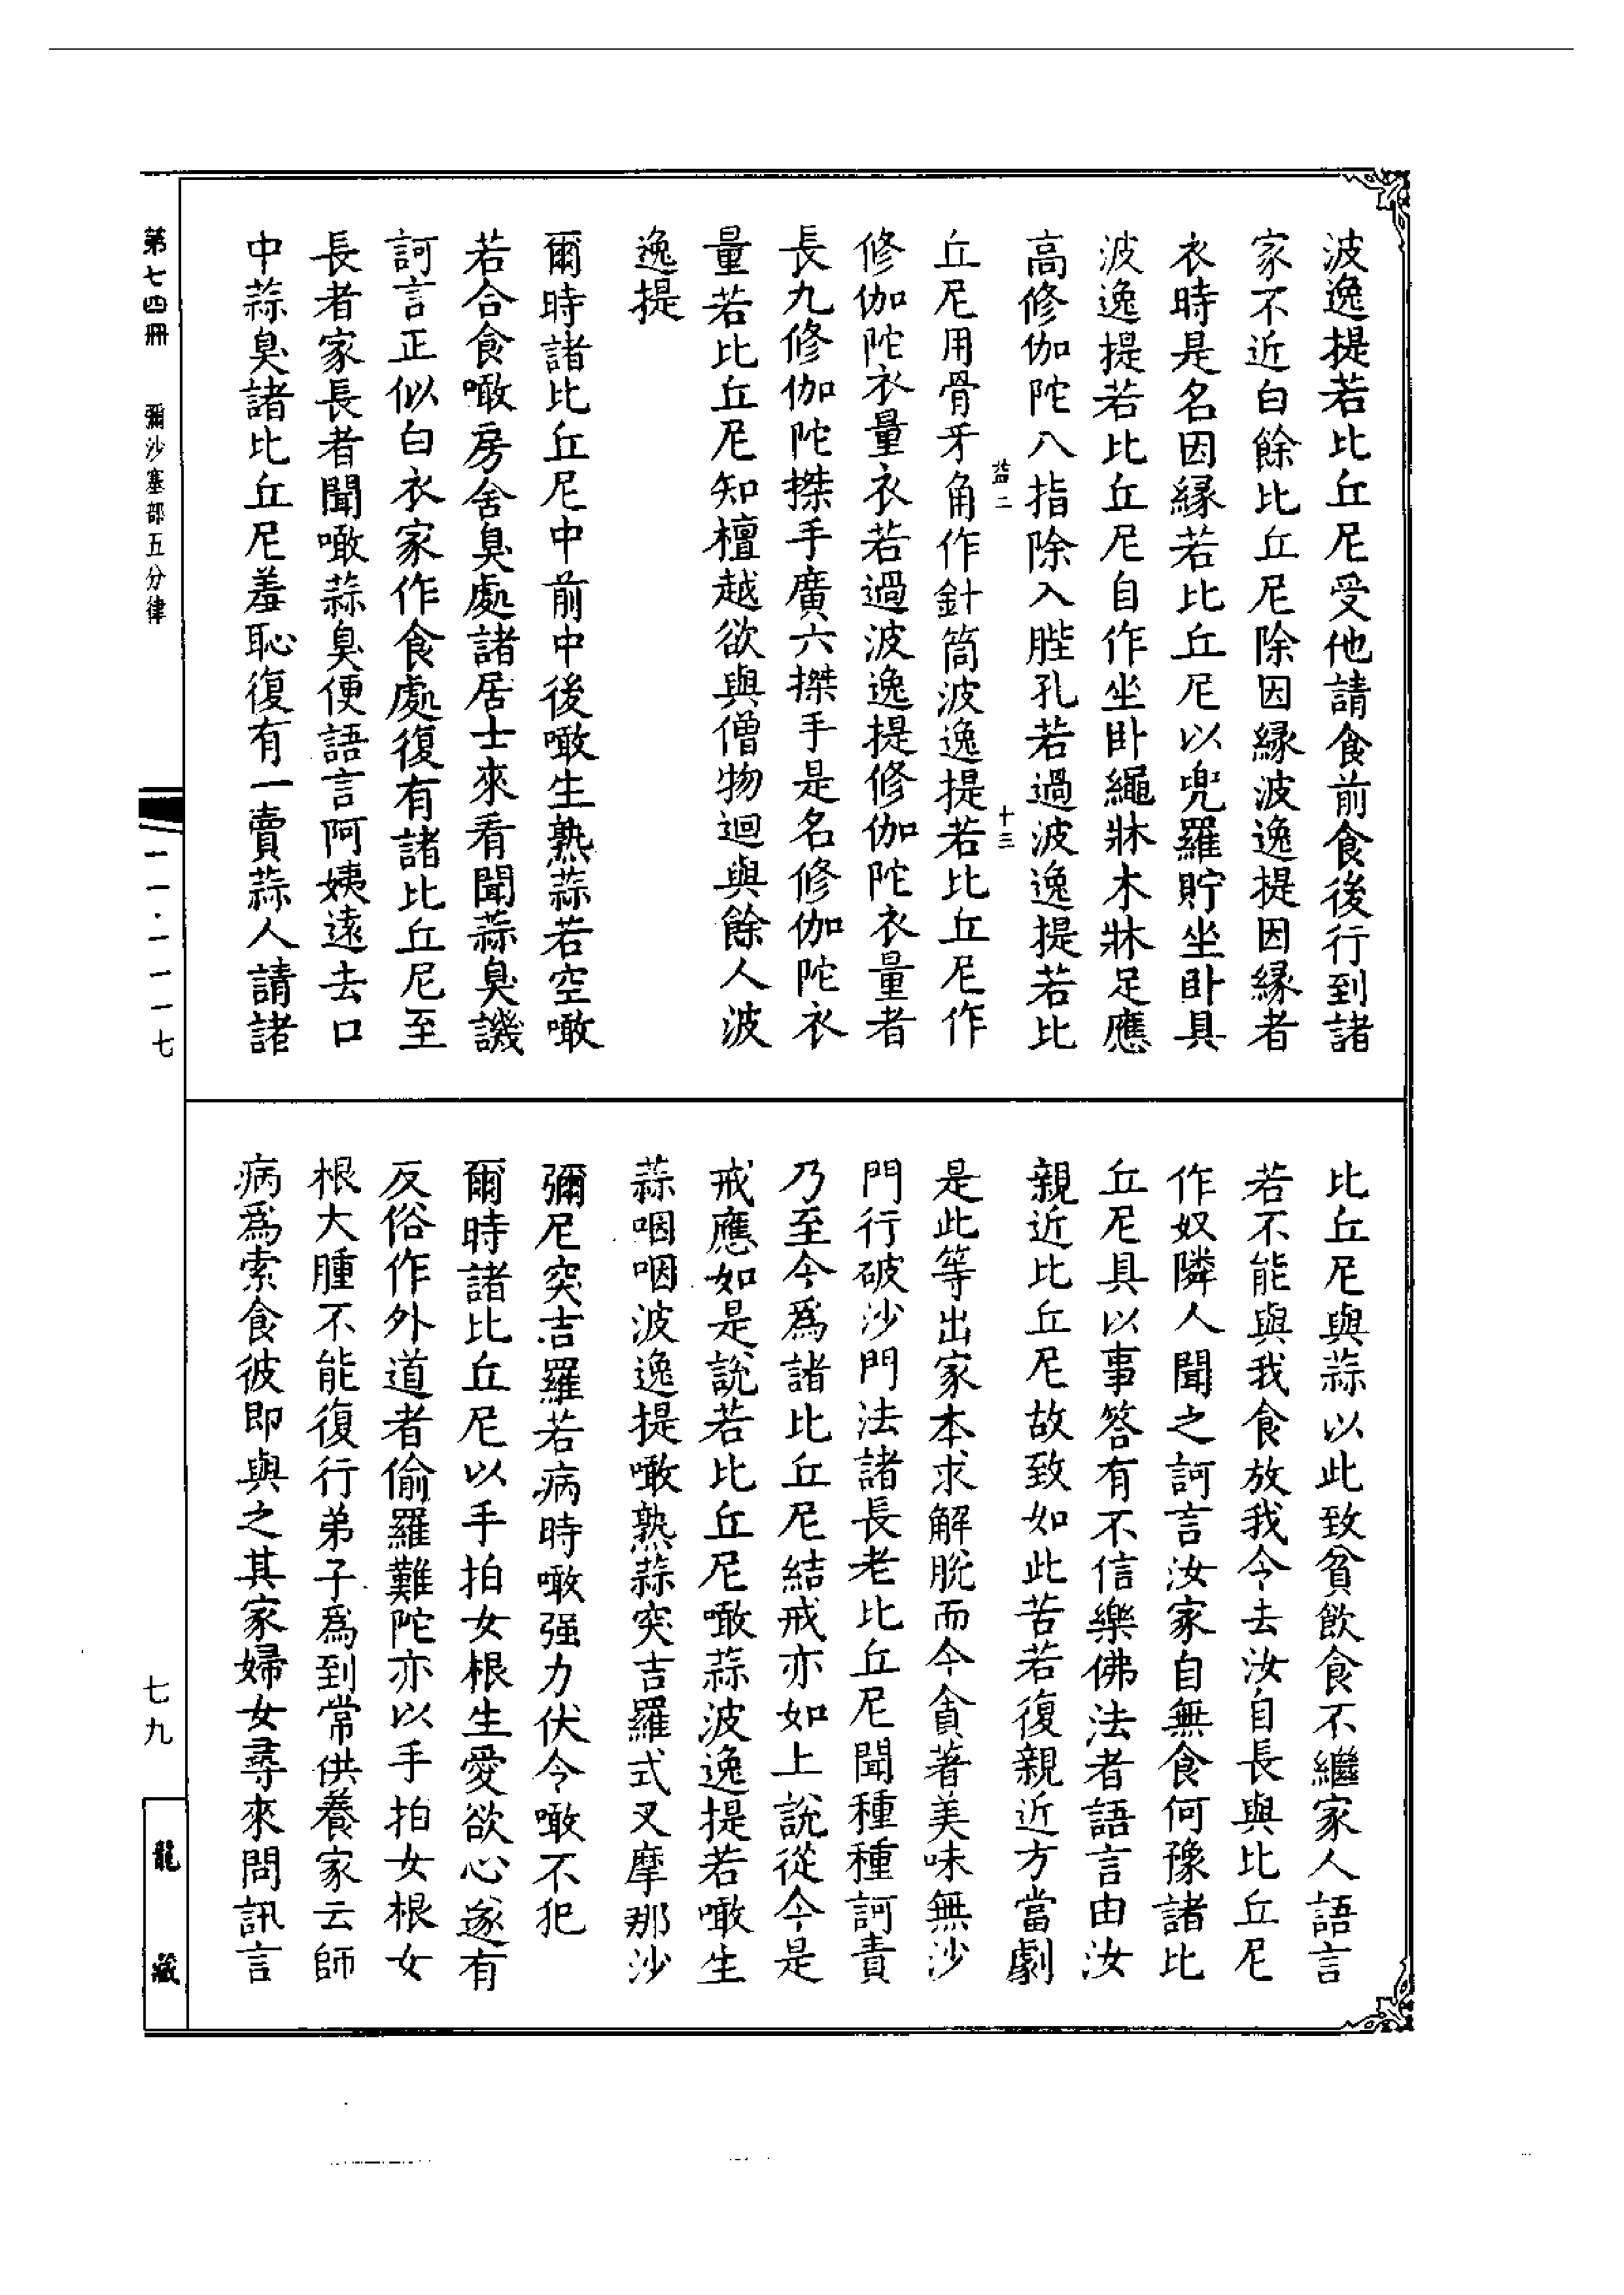 波逸提若比丘尼受他請食前食後行到諸
家不近白餘比丘尼除因緣波逸提因緣者
衣時是名因緣若比丘尼以兜羅貯坐卧具
波逸提若比丘尼自作坐卧繩牀木牀足應
高修伽陀八指除入髀孔若過波逸提若比
益二
十三
丘尼用骨牙角作針筒波逸提若比丘尼作
修伽陀衣量衣若過波逸提修伽陀衣量者
長九修伽陀搩手廣六搩手是名修伽陀衣
量若比丘尼知檀越欲與僧物迴與餘人波
逸提
爾時諸比丘尼中前中後噉生熟蒜若空噉
若合食噉房舍臭處諸居士來看聞蒜臭譏
訶言正似白衣家作食處復有諸比丘尼至
長者家長者聞噉蒜臭便語言阿姨遠去口
中蒜臭諸比丘尼羞恥復有一賣蒜人請諸
比丘尼與蒜以此致貧飲食不繼家人語言
若不能與我食放我今去汝自長與比丘尼
作奴隣人聞之訶言汝家自無食何豫諸比
丘尼具以事答有不信樂佛法者語言由汝
親近比丘尼故致如此苦若復親近方當劇
是此等出家本求解脫而今貪著美味無沙
門行破沙門法諸長老比丘尼聞種種訶責
乃至今為諸比丘尼結戒亦如上說從今是
戒應如是說若比丘尼噉蒜波逸提若噉生
蒜咽咽波逸提噉熟蒜突吉羅式叉摩那沙
彌尼突吉羅若病時噉强力伏令噉不犯
爾時諸比丘尼以手拍女根生愛欲心遂有
反俗作外道者偷羅難陀亦以手拍女根女
根大腫不能復行弟子為到常供養家云師
病為索食彼即與之其家婦女尋來問訊言
第七四冊 彌沙塞部五分律
一一·一一一七
七九
龍藏